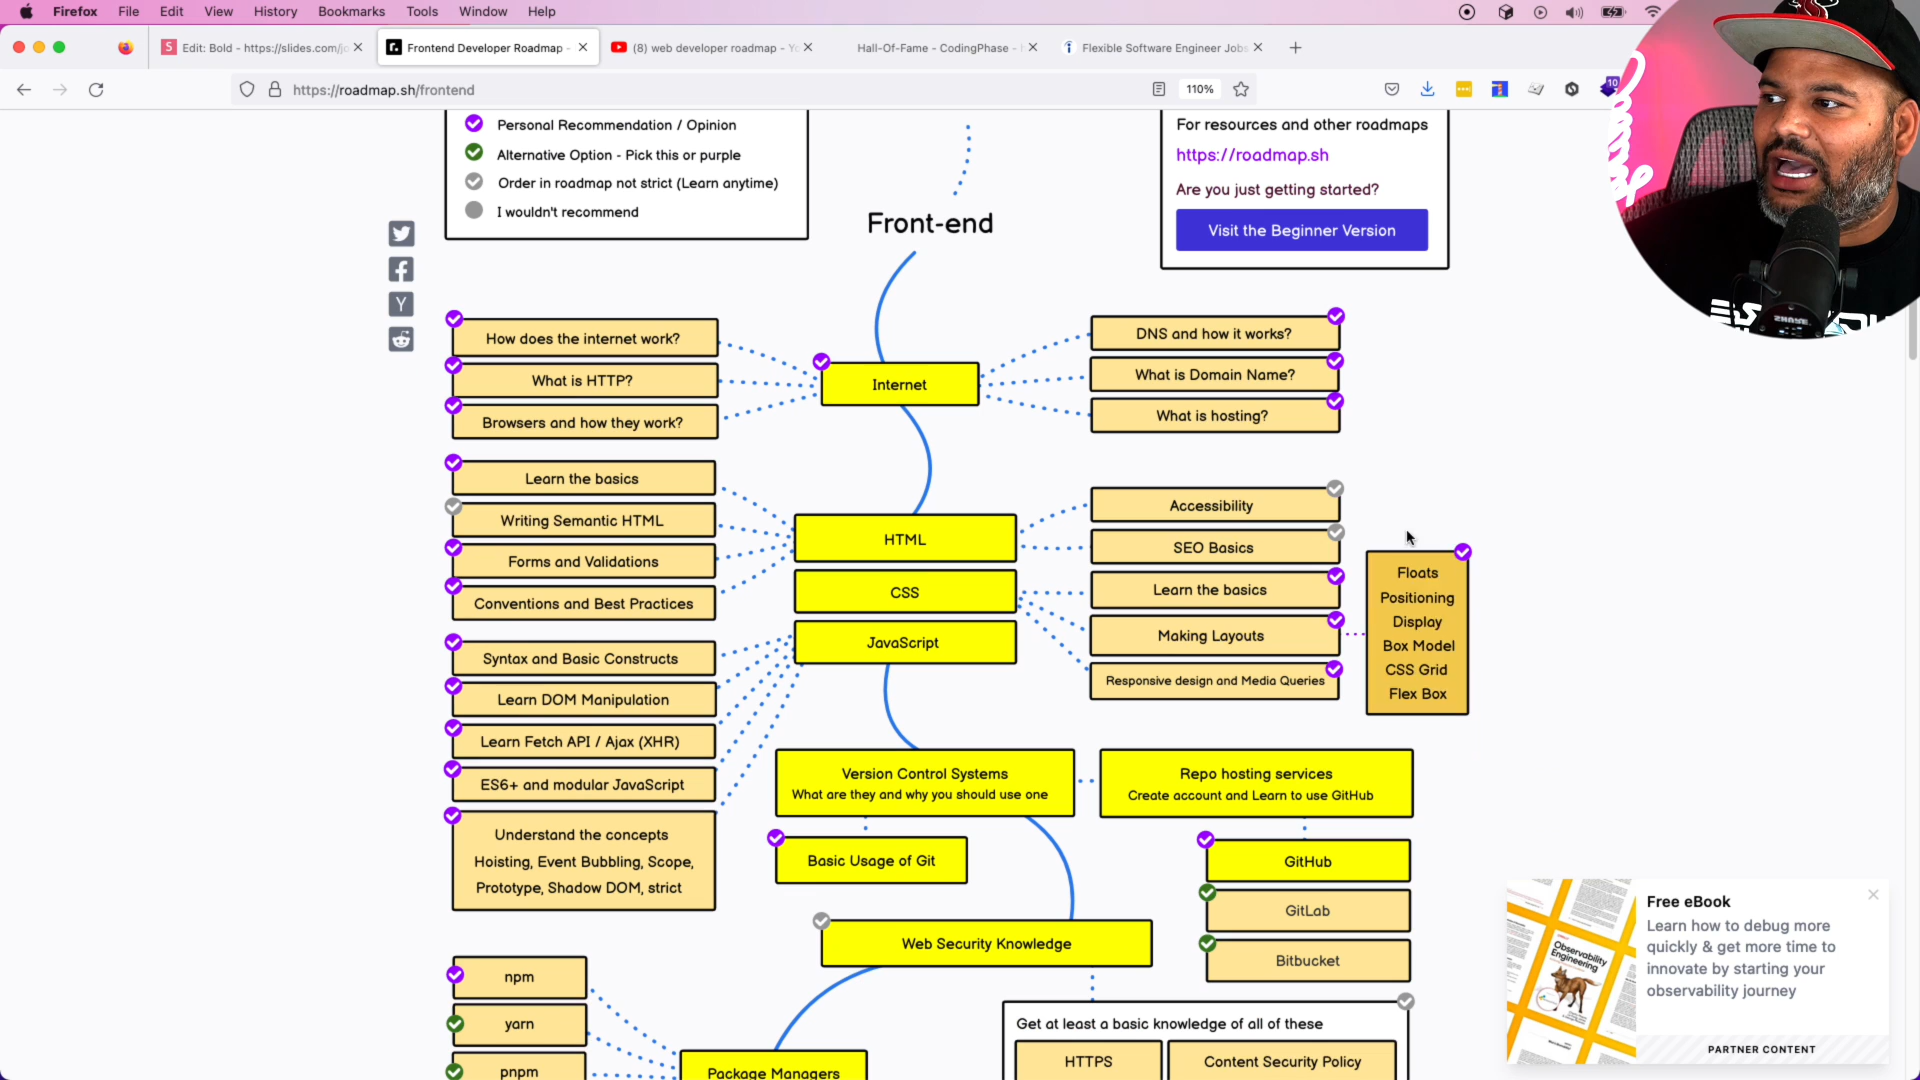 Firefox File Edit View History Bookmarks Tools Window Help
Edit: Bold - https://slides.com/jo
Frontend Developer Roadmap -
(8) web developer roadmap - Yo
Hall-Of-Fame - CodingPhase -
Flexible Software Engineer Jobs
https://roadmap.sh/frontend
110%
10
Personal Recommendation / Opinion
Alternative Option - Pick this or purple
Order in roadmap not strict (Learn anytime)
I wouldn't recommend
For resources and other roadmaps
https://roadmap.sh
Are you just getting started?
Visit the Beginner Version
Front-end
How does the internet work?
What is HTTP?
Browsers and how they work?
Internet
DNS and how it works?
What is Domain Name?
What is hosting?
Learn the basics
Writing Semantic HTML
Forms and Validations
Conventions and Best Practices
HTML
CSS
JavaScript
Accessibility
SEO Basics
Learn the basics
Making Layouts
Responsive design and Media Queries
Floats
Positioning
Display
Box Model
CSS Grid
Flex Box
Syntax and Basic Constructs
Learn DOM Manipulation
Learn Fetch API / Ajax (XHR)
ES6+ and modular JavaScript
Understand the concepts
Hoisting, Event Bubbling, Scope,
Prototype, Shadow DOM, strict
Version Control Systems
What are they and why you should use one
Repo hosting services
Create account and Learn to use GitHub
Basic Usage of Git
GitHub
GitLab
Bitbucket
Web Security Knowledge
npm
yarn
pnpm
Package Managers
Get at least a basic knowledge of all of these
HTTPS
Content Security Policy
Free eBook
Learn how to debug more
quickly & get more time to
innovate by starting your
observability journey
PARTNER CONTENT
Observability
Engineering
SHURE